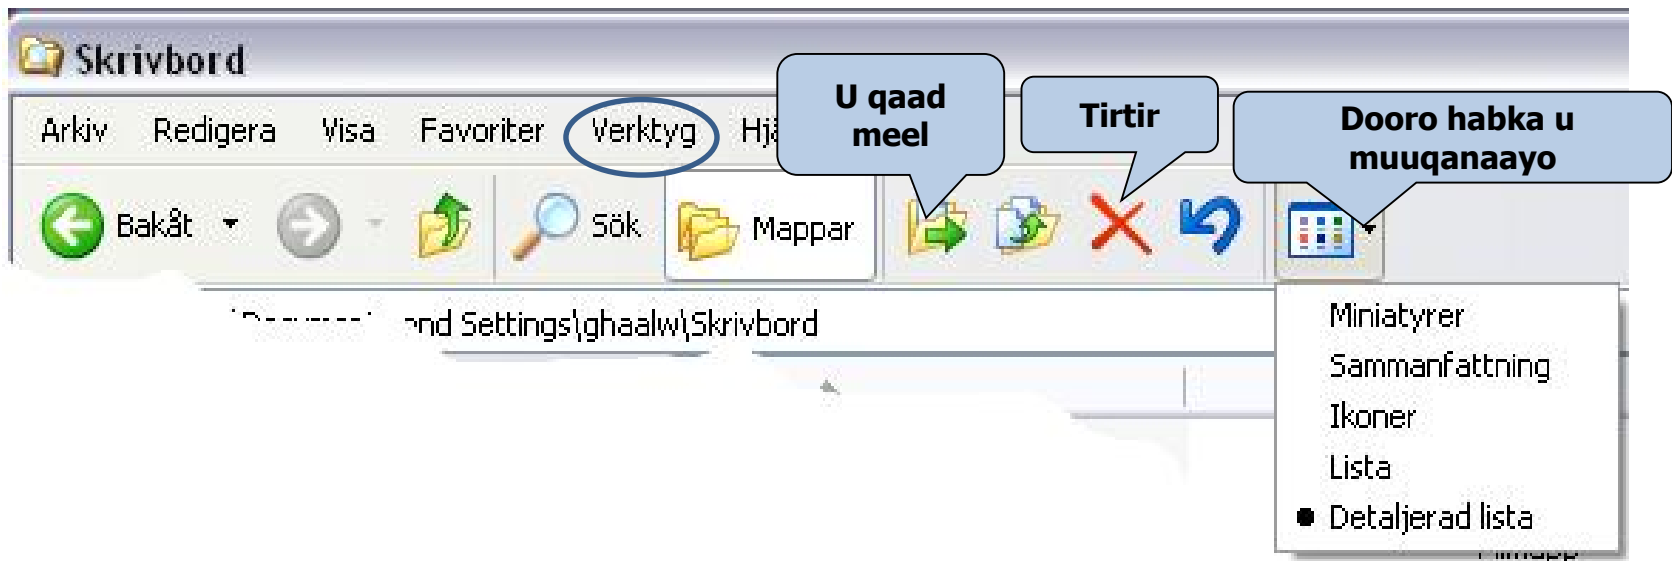 Skrivbord
Arkiv Redigera Visa Favoriter Verktyg
U qaad
meel
Tirtir
Dooro habka u
muuqanaayo
Bakåt Sök Mappar
and Settings\ghaalw\Skrivbord
Miniatyrer
Sammanfattning
Ikoner
Lista
Detaljerad lista